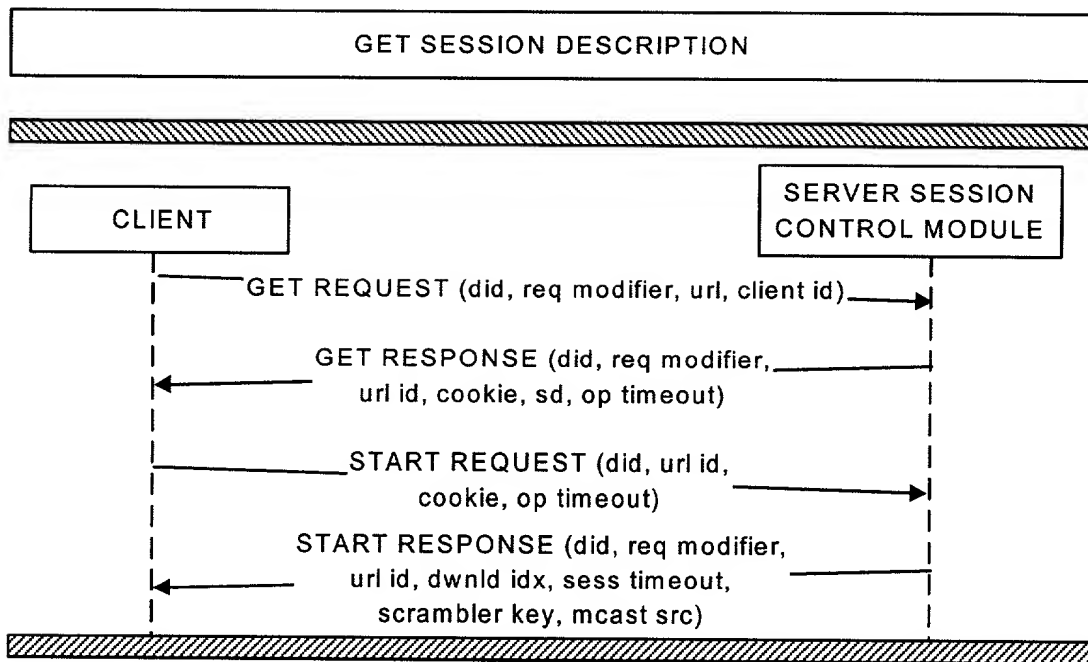 GET SESSION DESCRIPTION
CLIENT
SERVER SESSION
CONTROL MODULE
GET REQUEST (did, req modifier, url, client id)
GET RESPONSE (did, req modifier,
url id, cookie, sd, op timeout)
START REQUEST (did, url id,
cookie, op timeout)
START RESPONSE (did, req modifier,
url id, dwnld idx, sess timeout,
scrambler key, mcast src)